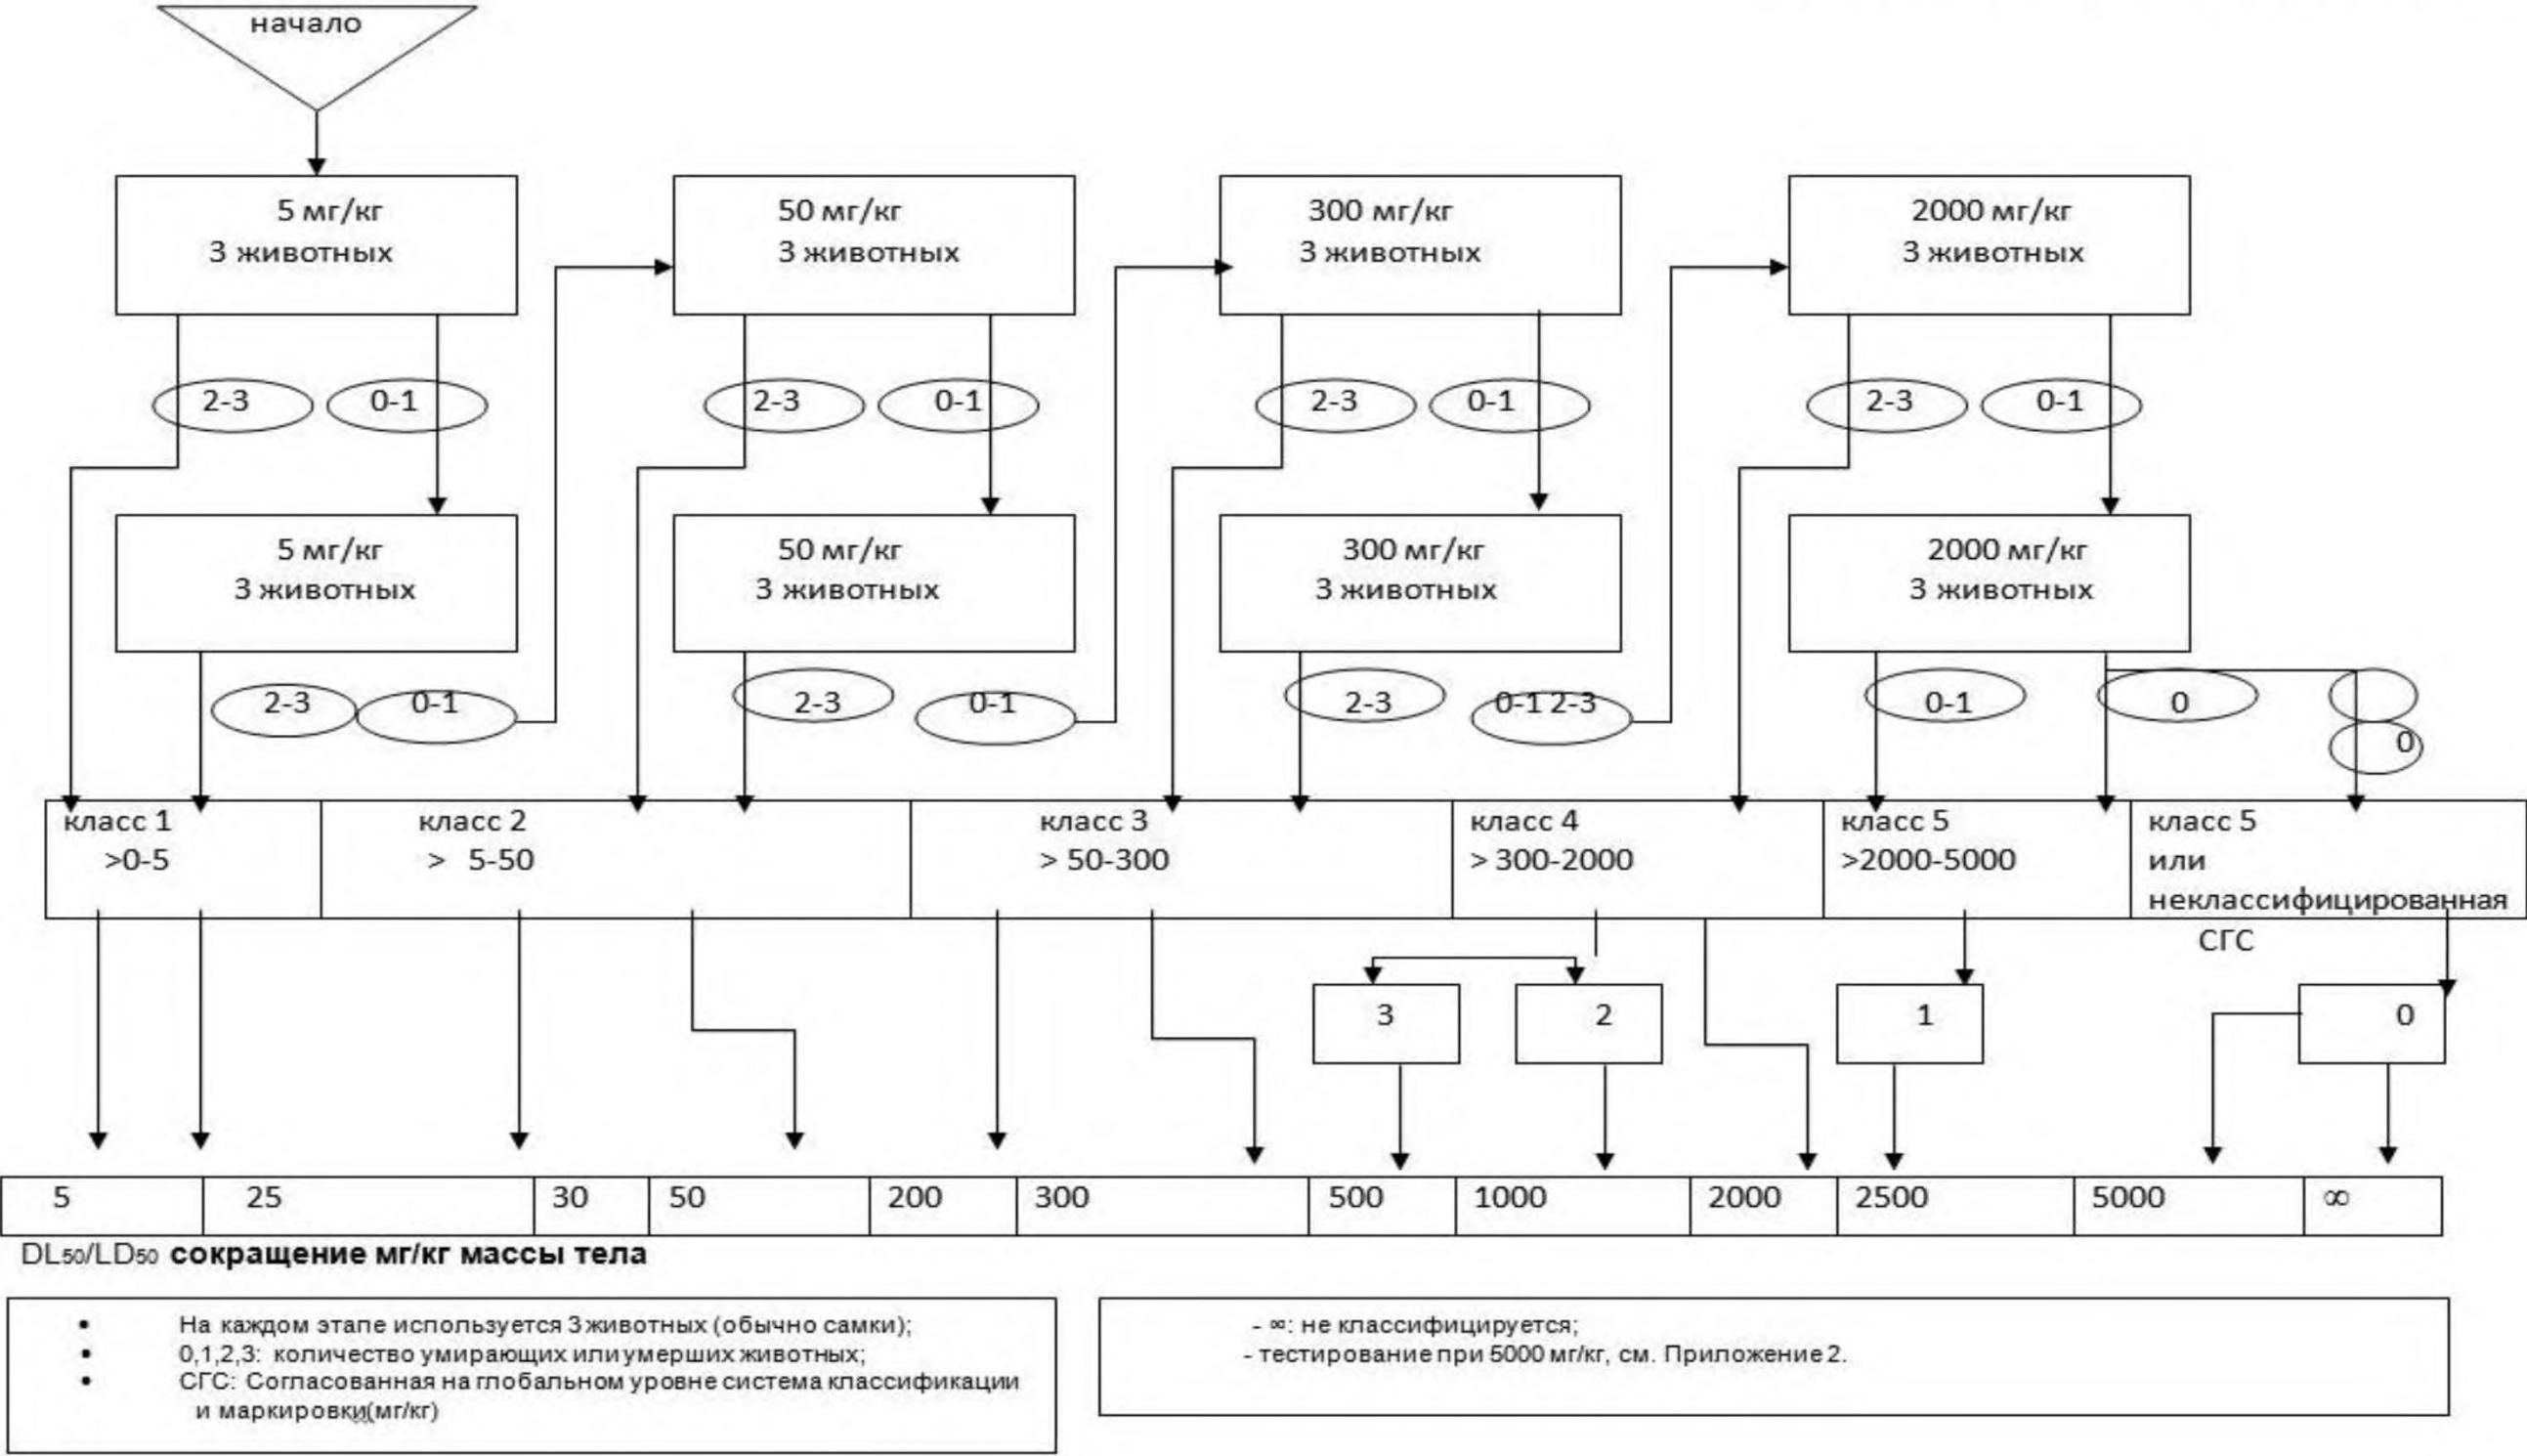 начало
5 мг/кг
3 животных
50 мг/кг
3 животных
300 мг/кг
3 животных
2000 мг/кг
3 животных
2-3
0-1
2-3
0-1
2-3
0-1
2-3
0-1
5 мг/кг
3 животных
50 мг/кг
3 животных
300 мг/кг
3 животных
2000 мг/кг
3 животных
2-3
0-1
2-3
0-1
2-3
0-1 2-3
0-1
0
0
класс 1
>0-5
класс 2
> 5-50
класс 3
> 50-300
класс 4
> 300-2000
класс 5
>2000-5000
класс 5
или
неклассифицированная
СГС
3
2
1
0
5
25
30
50
200
300
500
1000
2000
2500
5000
∞
DL50/LD50 сокращение мг/кг массы тела
• На каждом этапе используется 3 животных (обычно самки);
• 0,1,2,3: количество умирающих или умерших животных;
• СГС: Согласованная на глобальном уровне система классификации
и маркировки(мг/кг)
- ∞: не классифицируется;
- тестирование при 5000 мг/кг, см. Приложение 2.